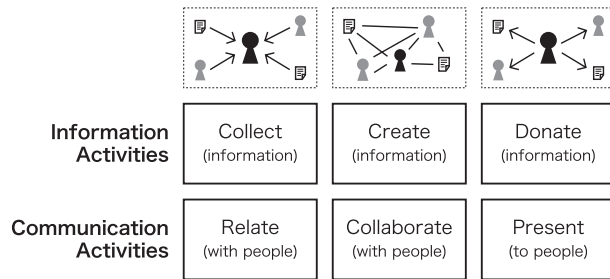 Information
Activities
Collect
(information)
Create
(information)
Donate
(information)
Communication
Activities
Relate
(with people)
Collaborate
(with people)
Present
(to people)